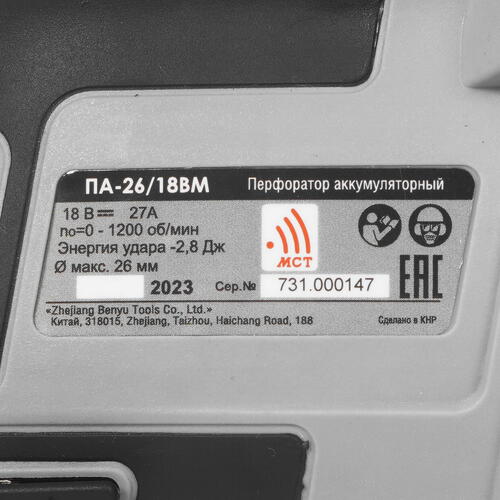 ПА-26/18ВМ Перфоратор аккумуляторный
18 В 27А
no=0 - 1200 об/мин
Энергия удара -2,8 Дж
Ø макс. 26 мм
МСТ
2023 Сер.№ 731.000147
ЕАС
«Zhejiang Benyu Tools Co., Ltd.»
Китай, 318015, Zhejiang, Taizhou, Haichang Road, 188
Сделано в КНР